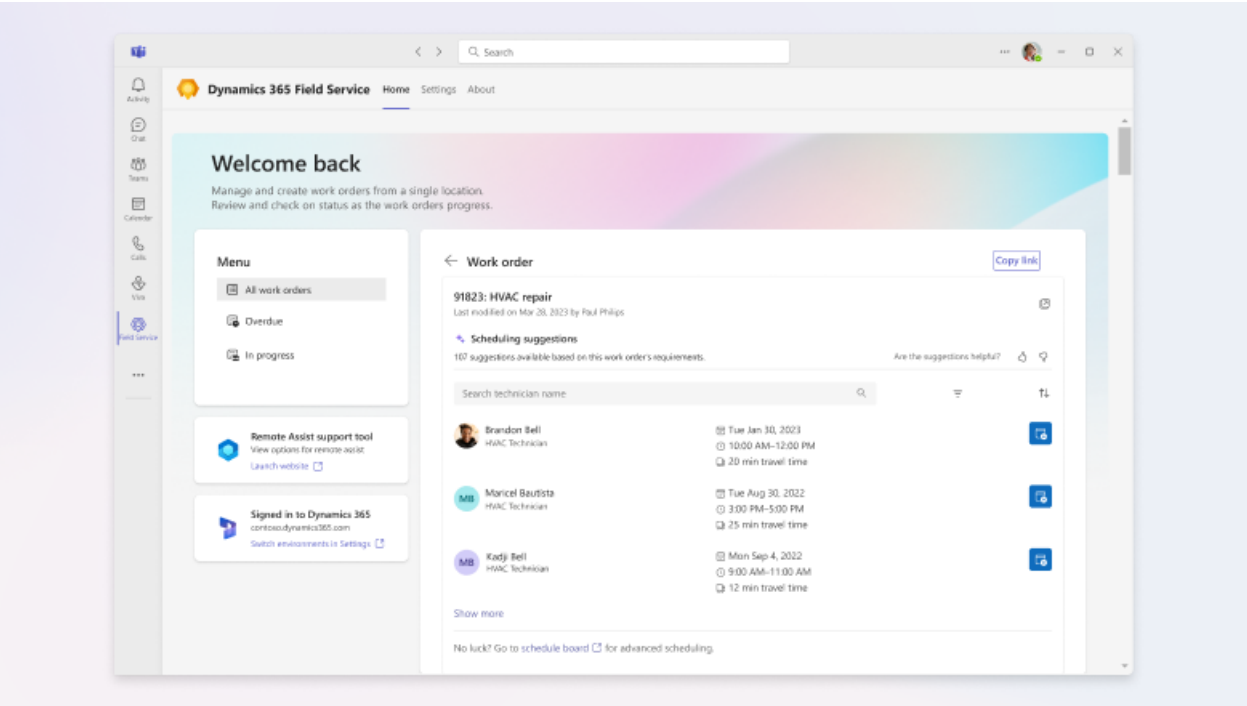 Search
Activity
Chat
Teams
Calendar
Calls
Viva
Field Service
Dynamics 365 Field Service
Home
Settings
About
Welcome back
Manage and create work orders from a single location.
Review and check on status as the work orders progress.
Menu
All work orders
Overdue
In progress
Remote Assist support tool
View options for remote assist
Launch website
Signed in to Dynamics 365
contoso.dynamics365.com
Switch environments in Settings
Work order
Copy link
91823: HVAC repair
Last modified on Mar 28, 2023 by Paul Philips
Scheduling suggestions
107 suggestions available based on this work order's requirements.
Are the suggestions helpful?
Search technician name
Brandon Bell
HVAC Technician
Tue Jan 30, 2023
10:00 AM–12:00 PM
20 min travel time
MB
Maricel Bautista
HVAC Technician
Tue Aug 30, 2022
3:00 PM–5:00 PM
25 min travel time
MB
Kadji Bell
HVAC Technician
Mon Sep 4, 2022
9:00 AM–11:00 AM
12 min travel time
Show more
No luck? Go to schedule board for advanced scheduling.